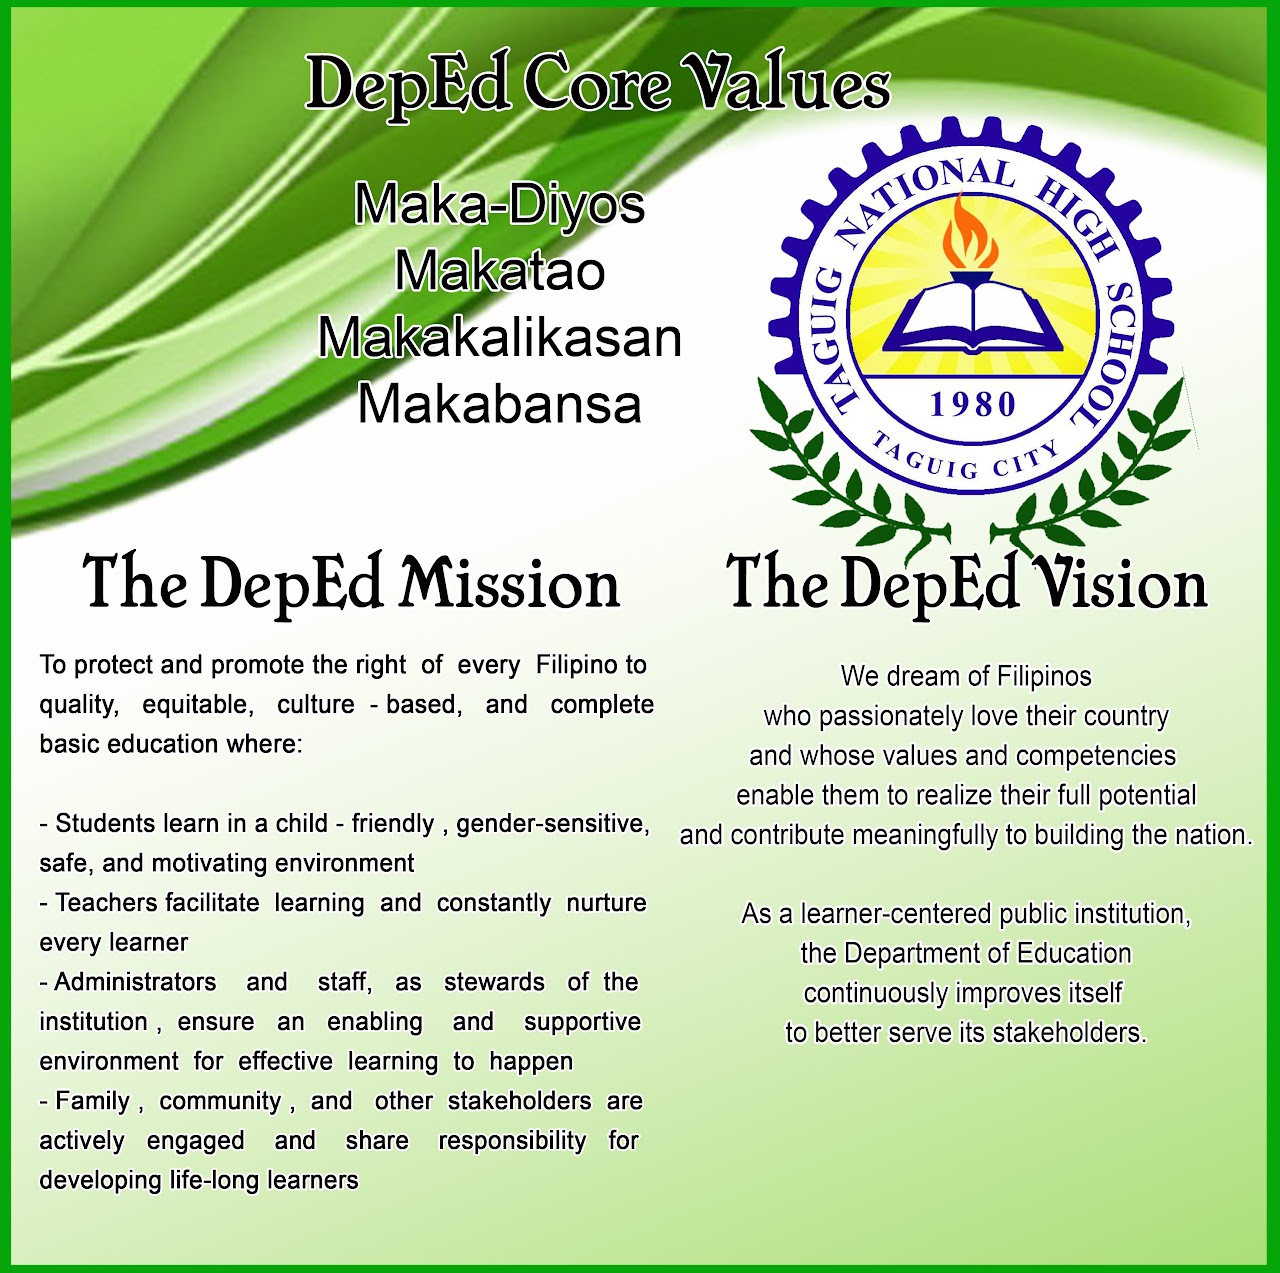 DepEd Core Values
Maka-Diyos
Makatao
Makakalikasan
Makabansa
TAGUIG NATIONAL HIGH SCHOOL
1980
TAGUIG CITY
The DepEd Mission
To protect and promote the right of every Filipino to
quality, equitable, culture - based, and complete
basic education where:
- Students learn in a child - friendly , gender-sensitive,
safe, and motivating environment
- Teachers facilitate learning and constantly nurture
every learner
- Administrators and staff, as stewards of the
institution , ensure an enabling and supportive
environment for effective learning to happen
- Family , community , and other stakeholders are
actively engaged and share responsibility for
developing life-long learners
The DepEd Vision
We dream of Filipinos
who passionately love their country
and whose values and competencies
enable them to realize their full potential
and contribute meaningfully to building the nation.
As a learner-centered public institution,
the Department of Education
continuously improves itself
to better serve its stakeholders.